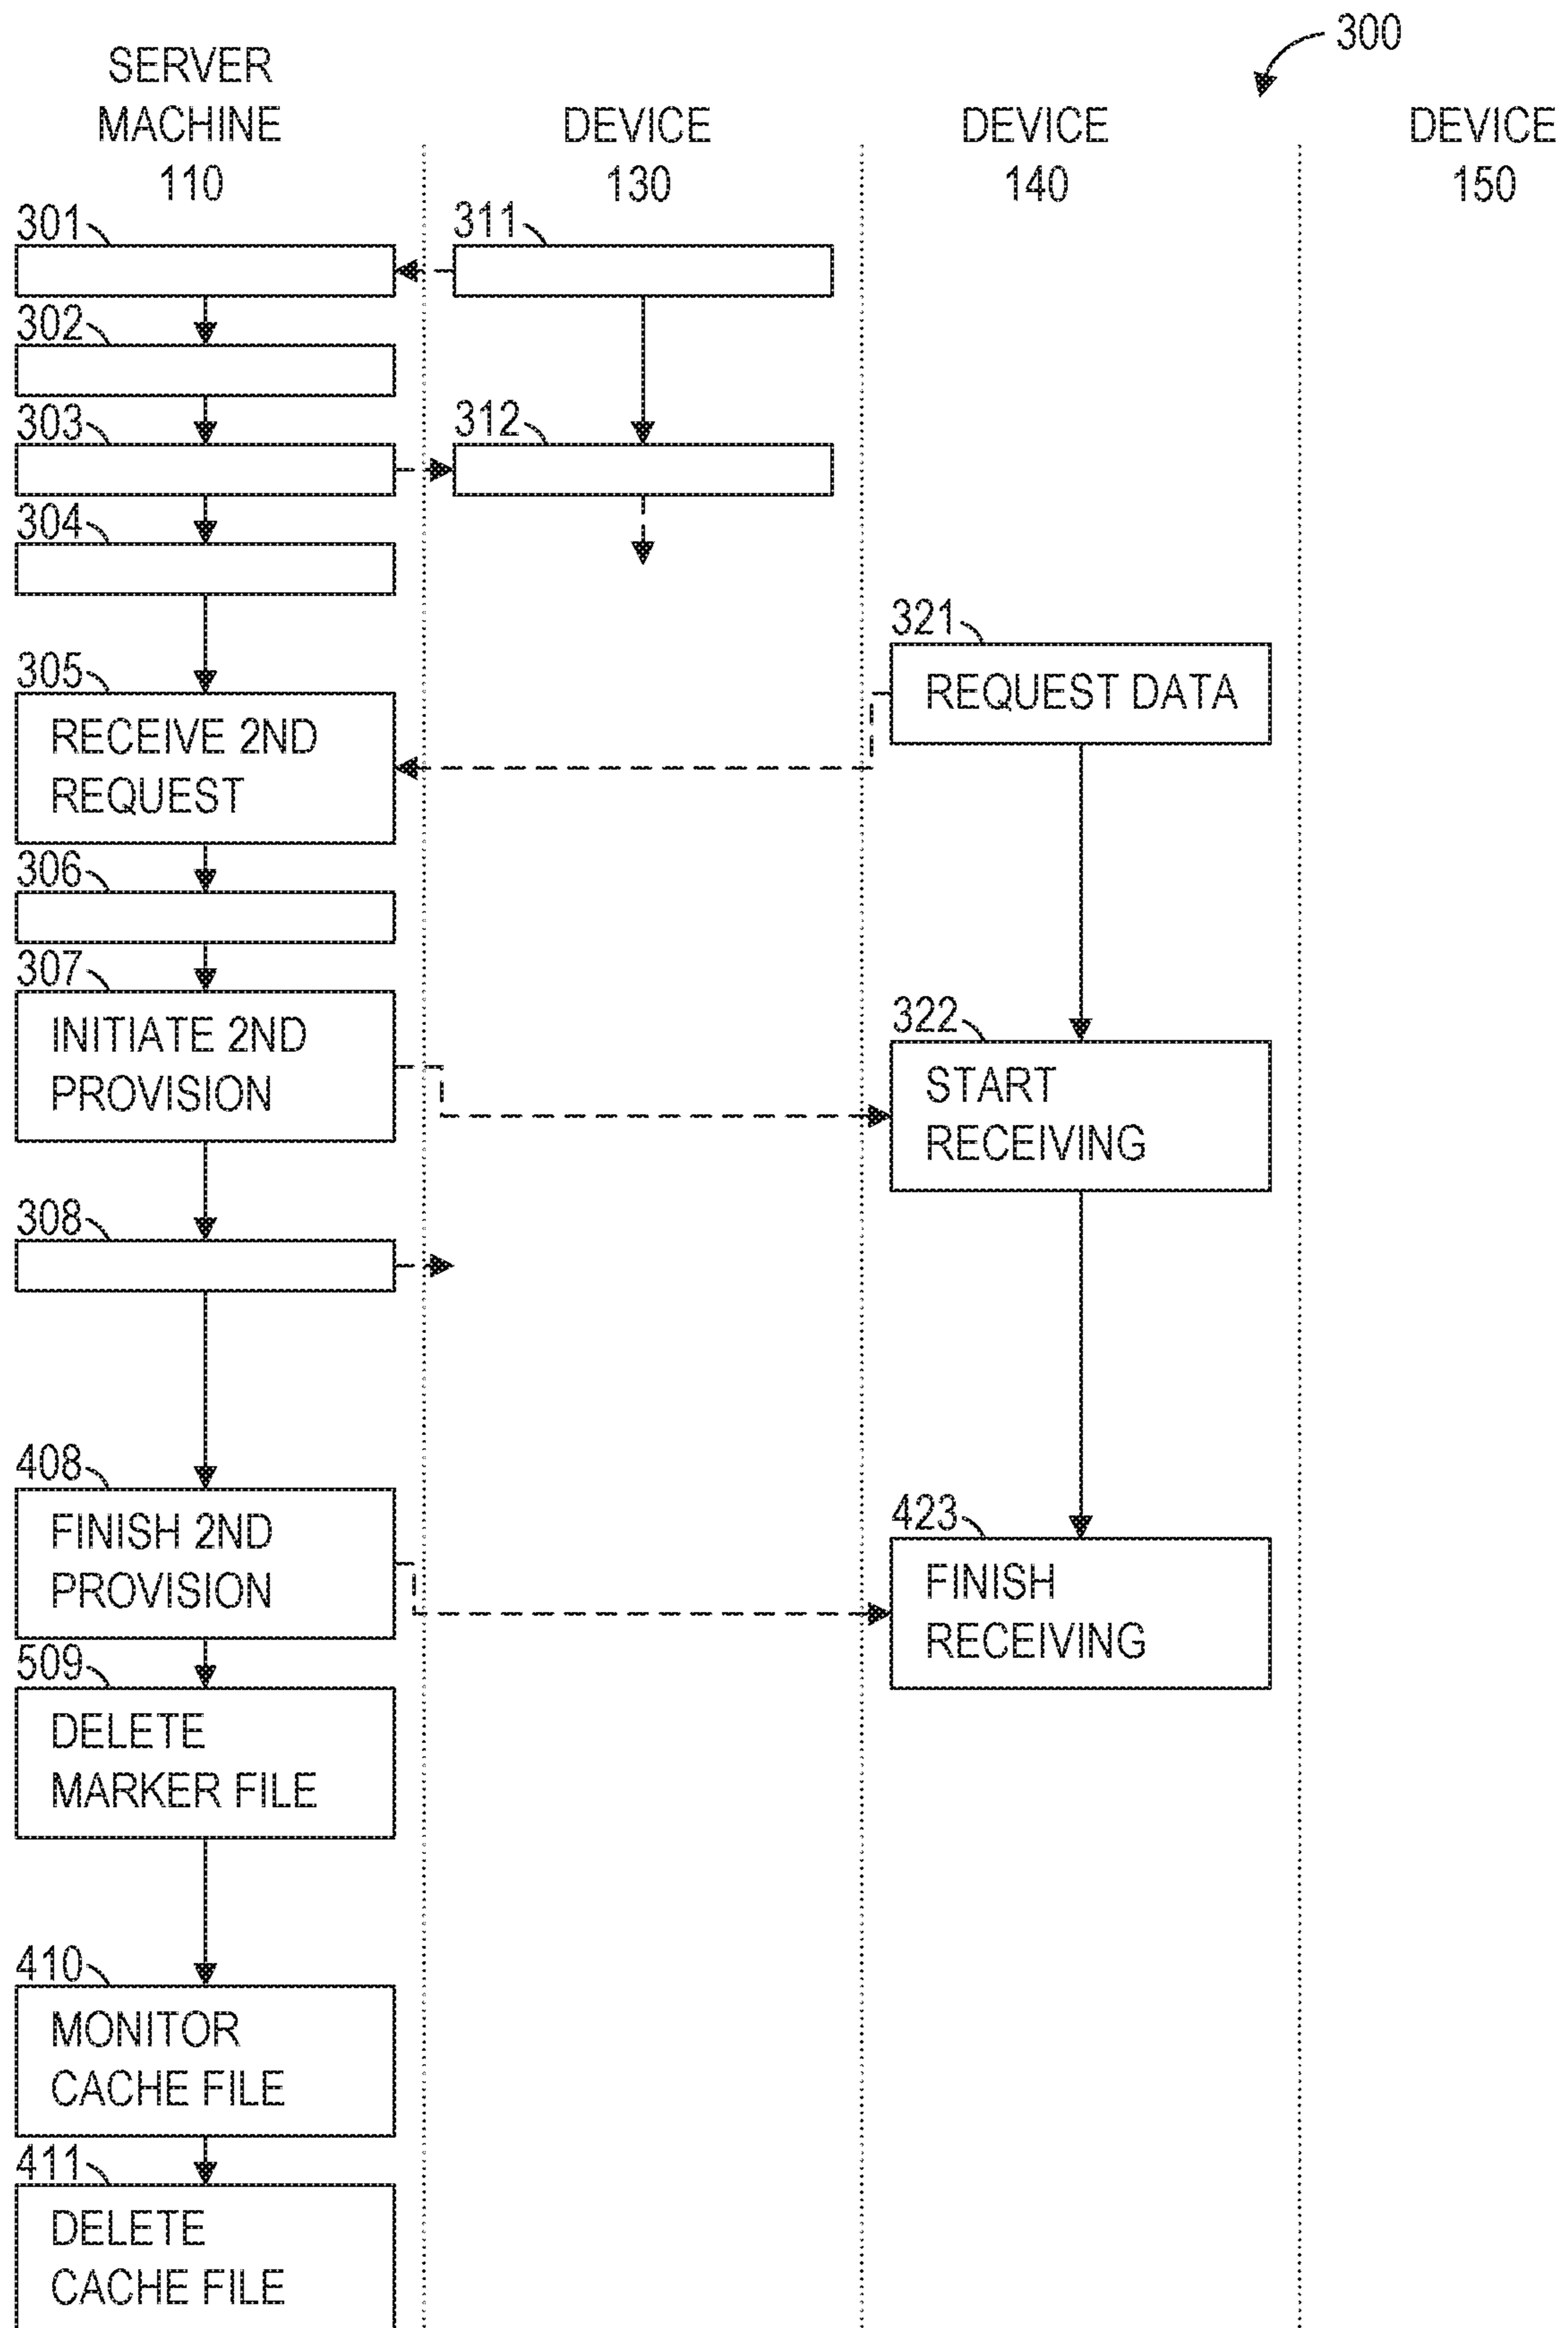 300
SERVER
MACHINE
110
DEVICE
130
DEVICE
140
DEVICE
150
301
311
302
303
312
304
321
REQUEST DATA
305
RECEIVE 2ND
REQUEST
306
307
INITIATE 2ND
PROVISION
322
START
RECEIVING
308
408
FINISH 2ND
PROVISION
423
FINISH
RECEIVING
509
DELETE
MARKER FILE
410
MONITOR
CACHE FILE
411
DELETE
CACHE FILE